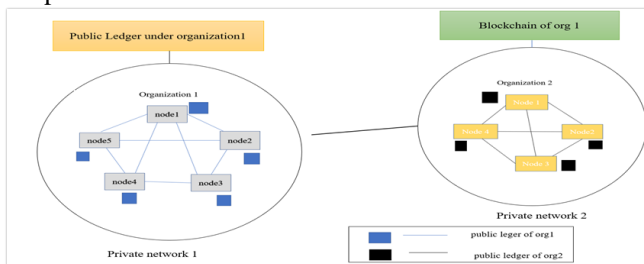 Public Ledger under organization1
Blockchain of org 1
Organization 1
node1
node5
node2
node4
node3
Private network 1
Organization 2
Node 1
Node 4
Node2
Node 3
Private network 2
public leger of org1
public ledger of org2